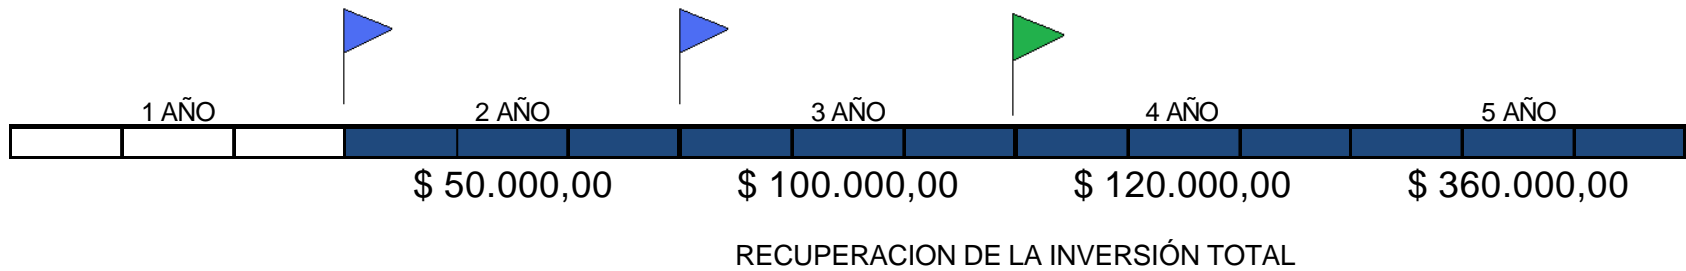 1 AÑO 2 AÑO 3 AÑO 4 AÑO 5 AÑO
$ 50.000,00 $ 100.000,00 $ 120.000,00 $ 360.000,00
RECUPERACION DE LA INVERSIÓN TOTAL